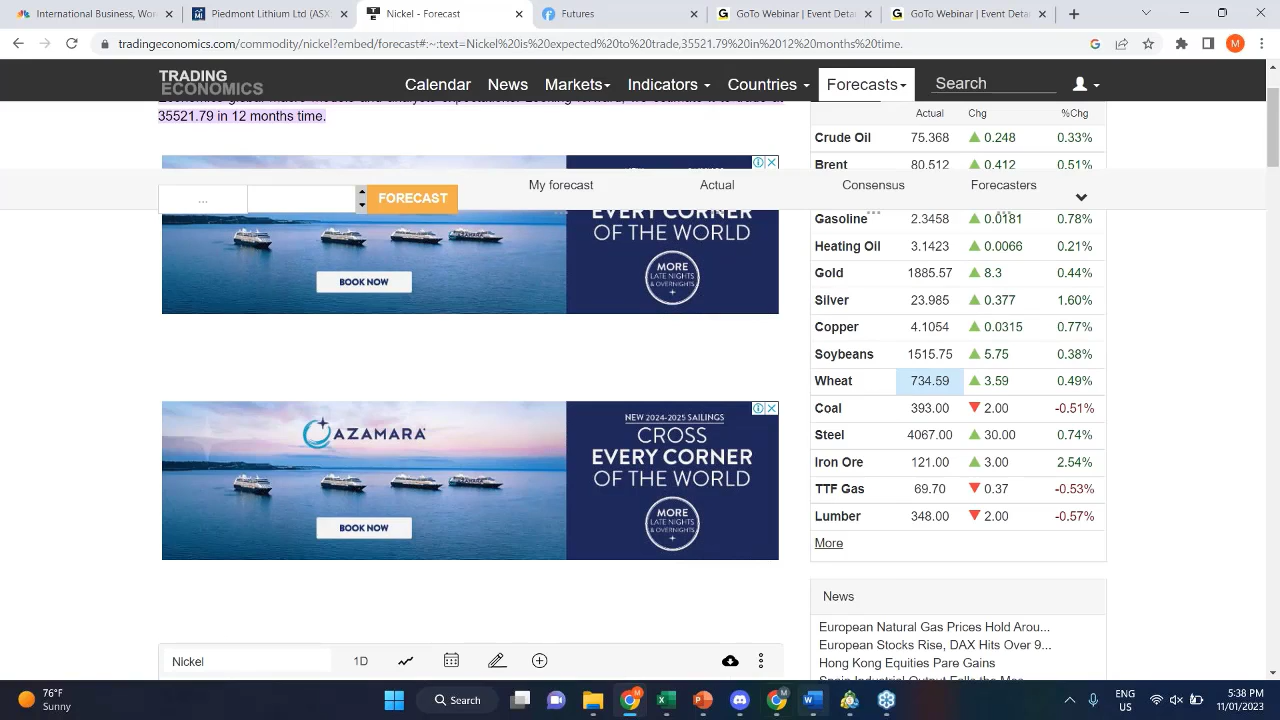 International Business, Wor
Piedmont Lithium Ltd (ASX:
Nickel - Forecast
Futures
GoTo Webinar | Event Deta
GoTo Webinar | Event Deta
tradingeconomics.com/commodity/nickel?embed/forecast#:~:text=Nickel%20is%20expected%20to%20trade,35521.79%20in%2012%20months%20time.
M
TRADING
ECONOMICS
Calendar News Markets Indicators Countries Forecasts Search
35521.79 in 12 months time.
Actual Chg %Chg
Crude Oil 75.368 0.248 0.33%
Brent 80.512 0.412 0.51%
... FORECAST My forecast Actual Consensus Forecasters
... ... ... ...
Gasoline 2.3458 0.0181 0.78%
Heating Oil 3.1423 0.0066 0.21%
Gold 1885.57 8.3 0.44%
Silver 23.985 0.377 1.60%
Copper 4.1054 0.0315 0.77%
Soybeans 1515.75 5.75 0.38%
Wheat 734.59 3.59 0.49%
Coal 393.00 2.00 -0.51%
Steel 4067.00 30.00 0.74%
Iron Ore 121.00 3.00 2.54%
TTF Gas 69.70 0.37 -0.53%
Lumber 348.00 2.00 -0.57%
More
EVERY CORNER
OF THE WORLD
BOOK NOW
MORE
LATE NIGHTS
& OVERNIGHTS
AZAMARA
NEW 2024-2025 SAILINGS
CROSS
EVERY CORNER
OF THE WORLD
BOOK NOW
MORE
LATE NIGHTS
& OVERNIGHTS
News
European Natural Gas Prices Hold Arou...
European Stocks Rise, DAX Hits Over 9...
Hong Kong Equities Pare Gains
Nickel 1D
76°F
Sunny
Search
ENG
US
5:38 PM
11/01/2023